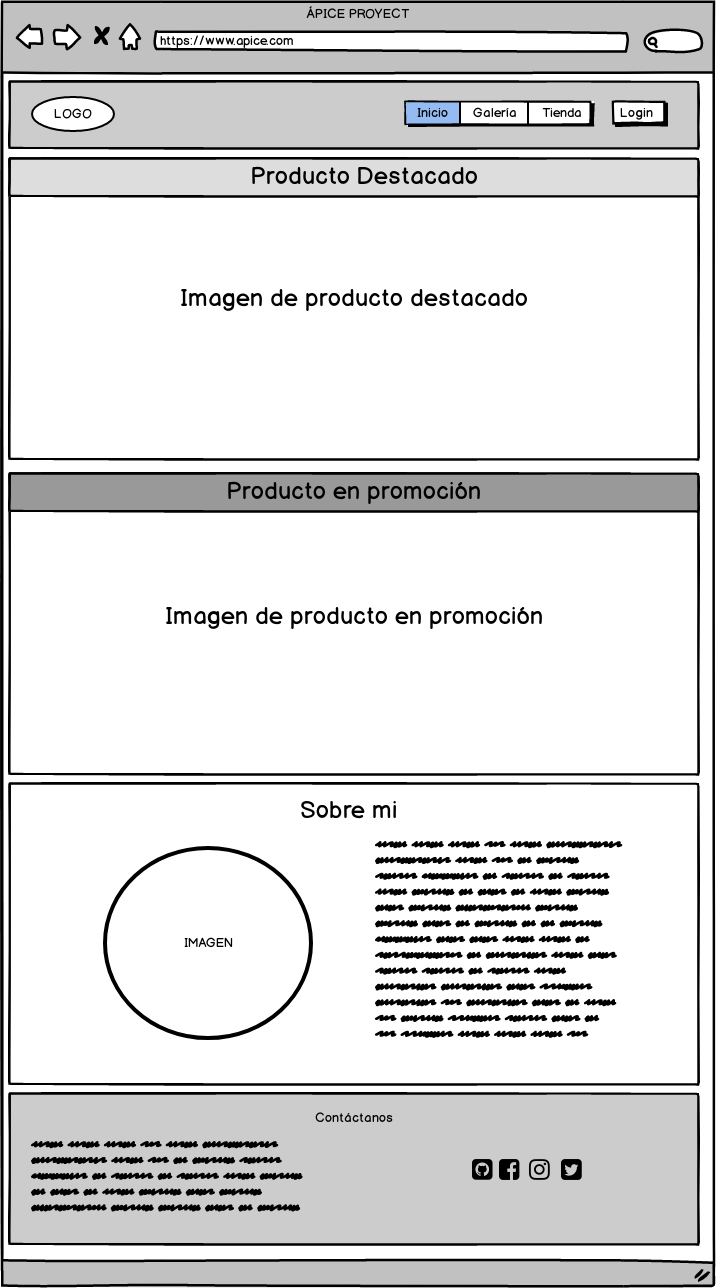 ÁPICE PROYECT
https://www.apice.com
LOGO
Inicio
Galería
Tienda
Login
Producto Destacado
Imagen de producto destacado
Producto en promoción
Imagen de producto en promoción
Sobre mi
IMAGEN
Contáctanos